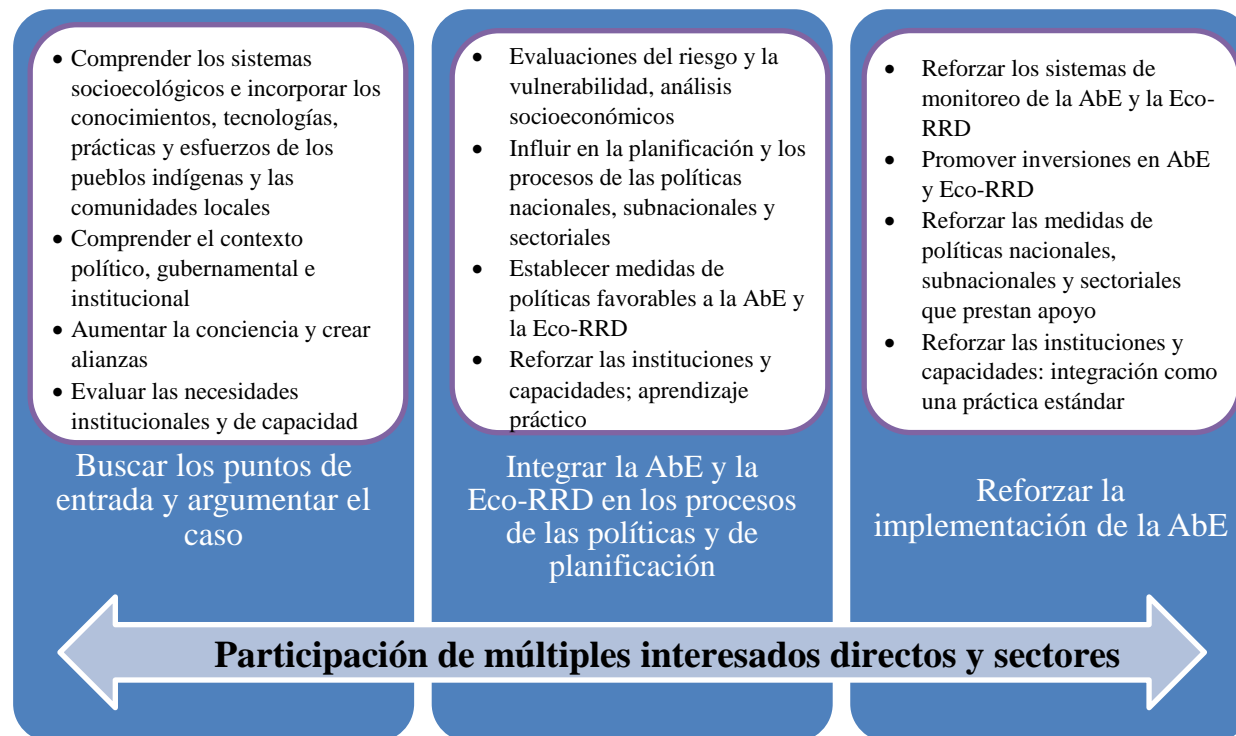 • Comprender los sistemas
socioecológicos e incorporar los
conocimientos, tecnologías,
prácticas y esfuerzos de los
pueblos indígenas y las
comunidades locales
• Comprender el contexto
político, gubernamental e
institucional
• Aumentar la conciencia y crear
alianzas
• Evaluar las necesidades
institucionales y de capacidad
Buscar los puntos de
entrada y argumentar el
caso
• Evaluaciones del riesgo y la
vulnerabilidad, análisis
socioeconómicos
• Influir en la planificación y los
procesos de las políticas
nacionales, subnacionales y
sectoriales
• Establecer medidas de
políticas favorables a la AbE y
la Eco-RRD
• Reforzar las instituciones y
capacidades; aprendizaje
práctico
Integrar la AbE y la
Eco-RRD en los procesos
de las políticas y de
planificación
• Reforzar los sistemas de
monitoreo de la AbE y la Eco-
RRD
• Promover inversiones en AbE
y Eco-RRD
• Reforzar las medidas de
políticas nacionales,
subnacionales y sectoriales
que prestan apoyo
• Reforzar las instituciones y
capacidades: integración como
una práctica estándar
Reforzar la
implementación de la AbE
Participación de múltiples interesados directos y sectores